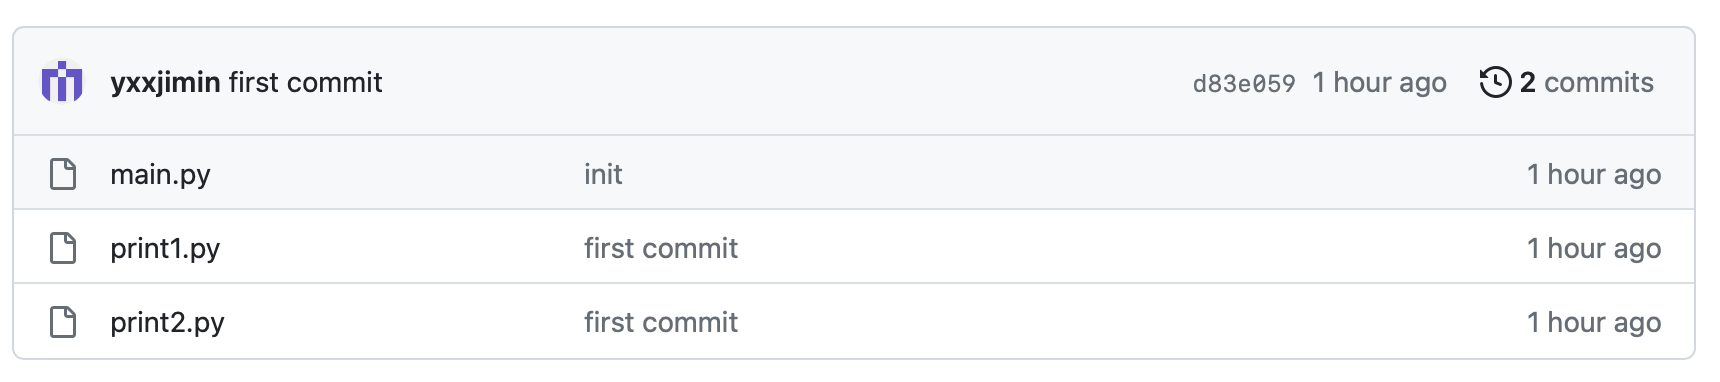 yxxjimin first commit d83e059 1 hour ago 2 commits
main.py init 1 hour ago
print1.py first commit 1 hour ago
print2.py first commit 1 hour ago